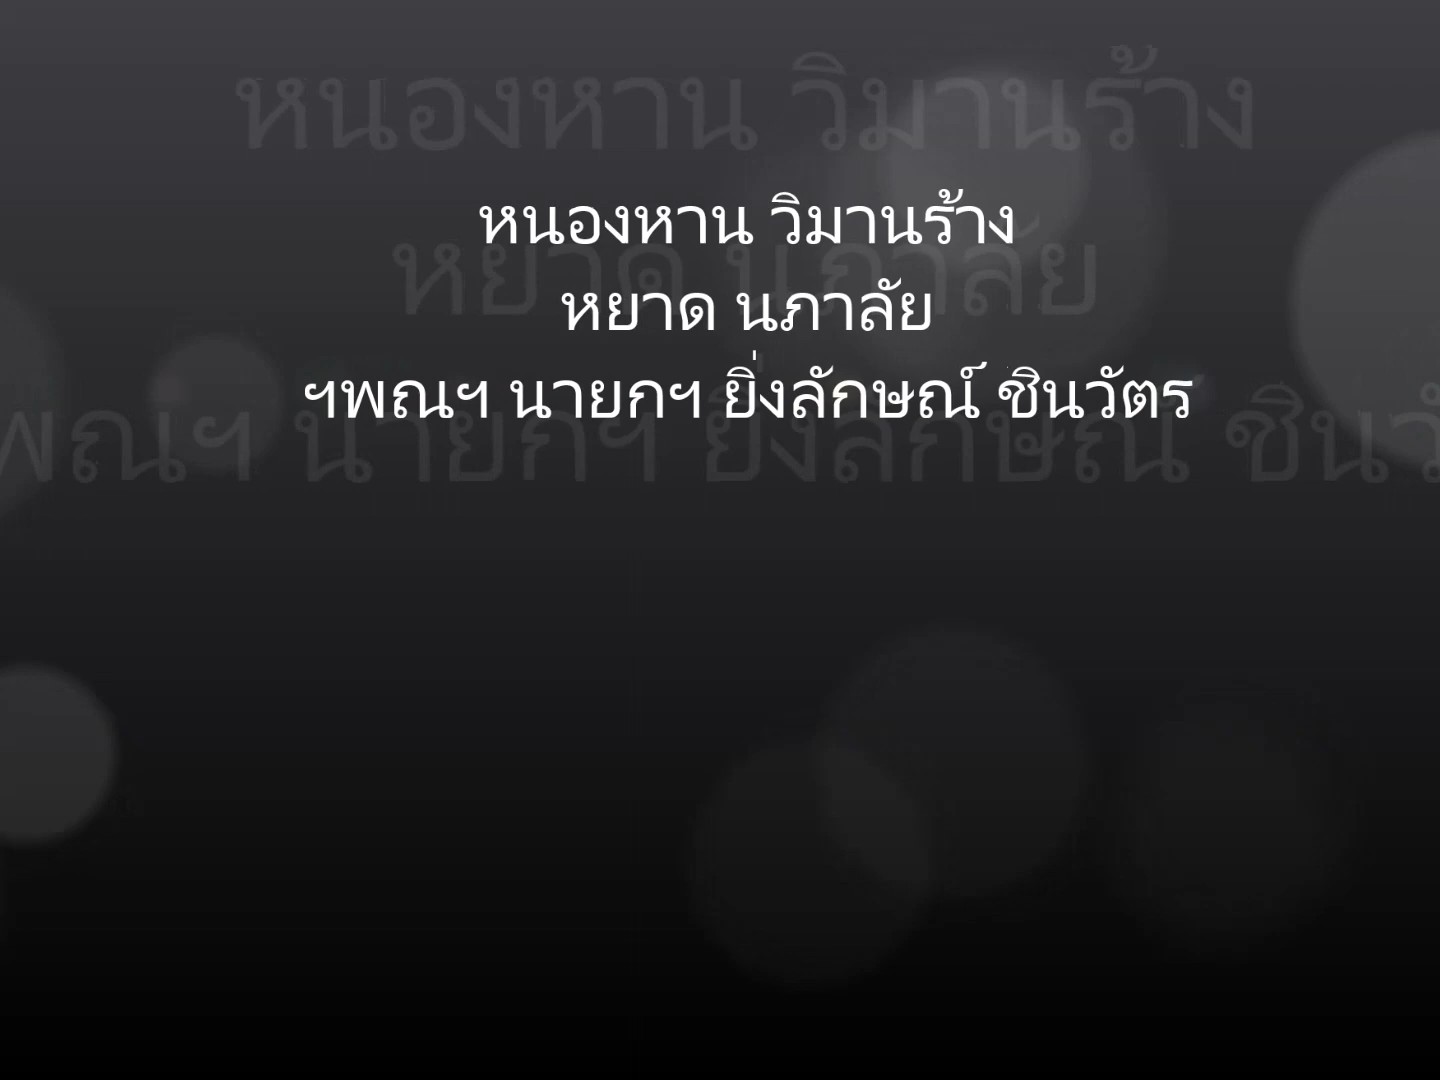 หนองหาน วิมานร้าง
หยาด นภาลัย
ฯพณฯ นายกฯ ยิ่งลักษณ์ ชินวัตร